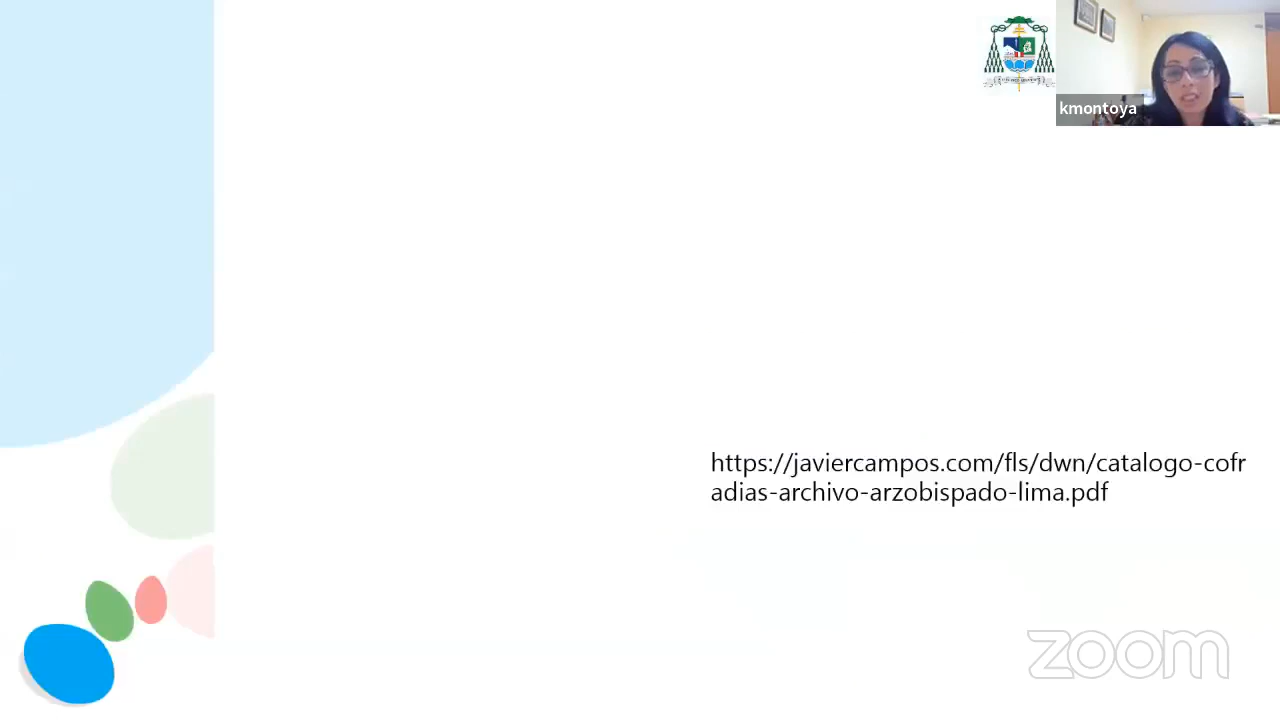 kmontoya
https://javiercampos.com/fls/dwn/catalogo-cofr
adias-archivo-arzobispado-lima.pdf
zoom